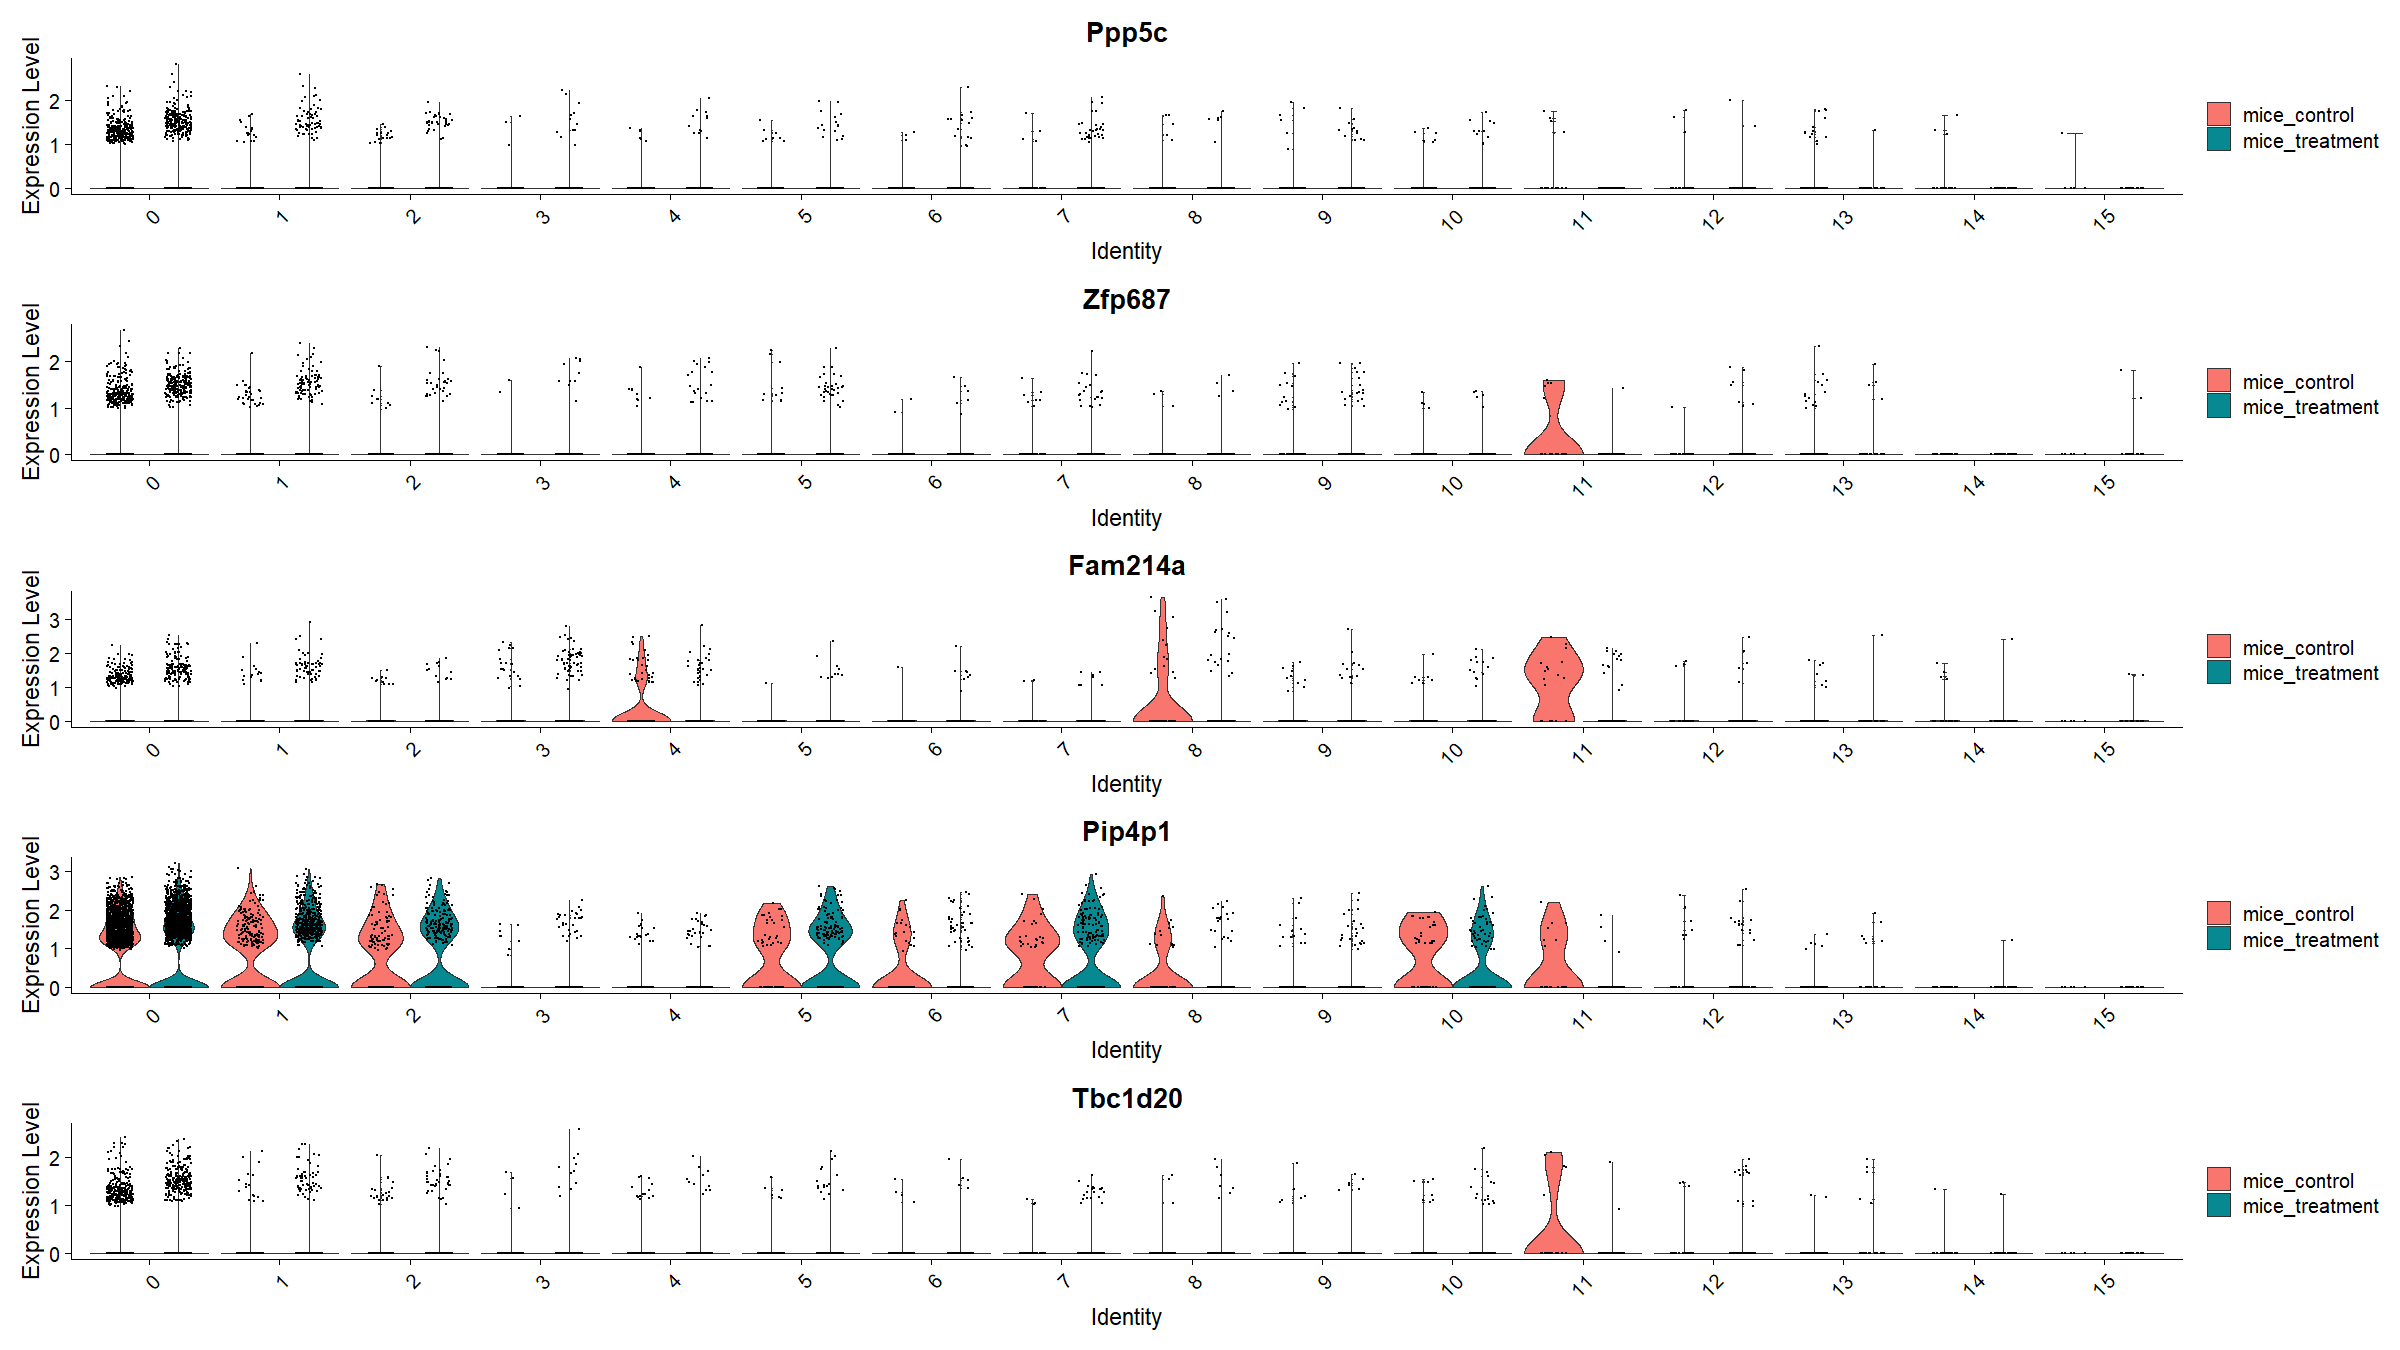 Ppp5c
Expression Level
2
1
0
0 1 2 3 4 5 6 7 8 9 10 11 12 13 14 15
Identity
mice_control
mice_treatment
Zfp687
Expression Level
2
1
0
0 1 2 3 4 5 6 7 8 9 10 11 12 13 14 15
Identity
mice_control
mice_treatment
Fam214a
Expression Level
3
2
1
0
0 1 2 3 4 5 6 7 8 9 10 11 12 13 14 15
Identity
mice_control
mice_treatment
Pip4p1
Expression Level
3
2
1
0
0 1 2 3 4 5 6 7 8 9 10 11 12 13 14 15
Identity
mice_control
mice_treatment
Tbc1d20
Expression Level
2
1
0
0 1 2 3 4 5 6 7 8 9 10 11 12 13 14 15
Identity
mice_control
mice_treatment